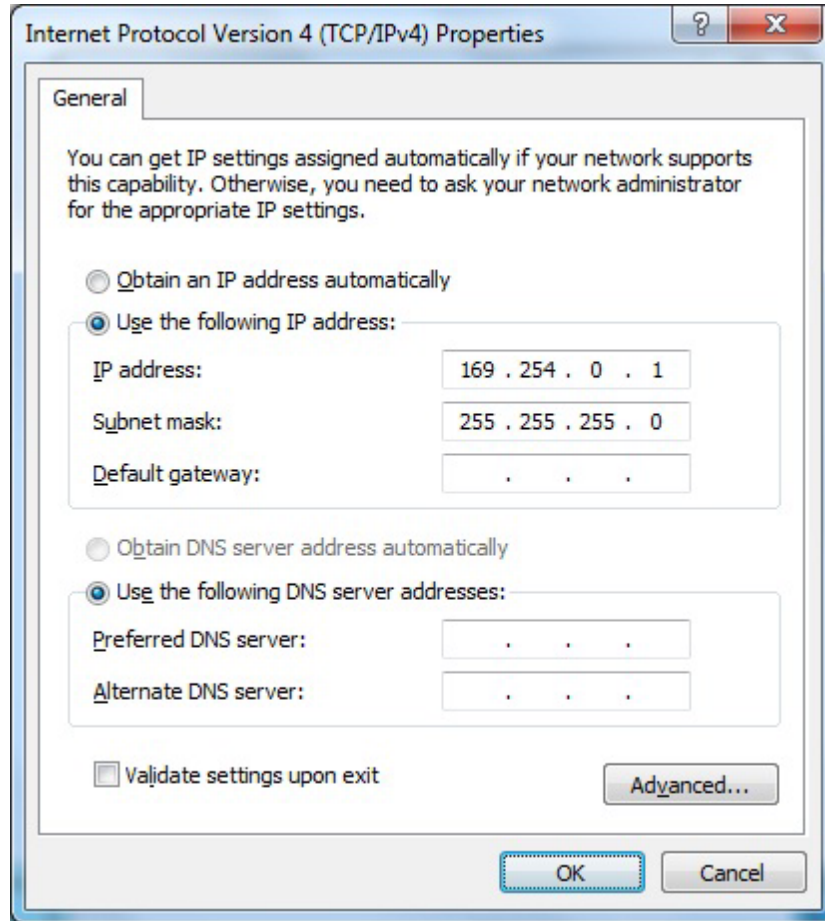 Internet Protocol Version 4 (TCP/IPv4) Properties
General
You can get IP settings assigned automatically if your network supports
this capability. Otherwise, you need to ask your network administrator
for the appropriate IP settings.
Obtain an IP address automatically
Use the following IP address:
IP address: 169 . 254 . 0 . 1
Subnet mask: 255 . 255 . 255 . 0
Default gateway: . . .
Obtain DNS server address automatically
Use the following DNS server addresses:
Preferred DNS server: . . .
Alternate DNS server: . . .
Validate settings upon exit
Advanced...
OK Cancel